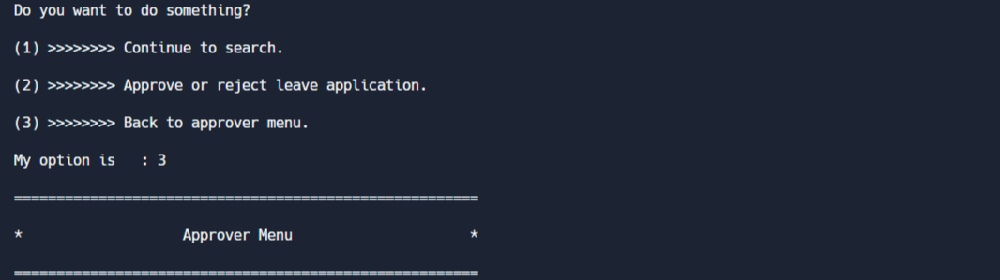 Do you want to do something?
(1) >>>>>>>> Continue to search.
(2) >>>>>>>> Approve or reject leave application.
(3) >>>>>>>> Back to approver menu.
My option is   : 3
=======================================================
*                   Approver Menu                     *
=======================================================